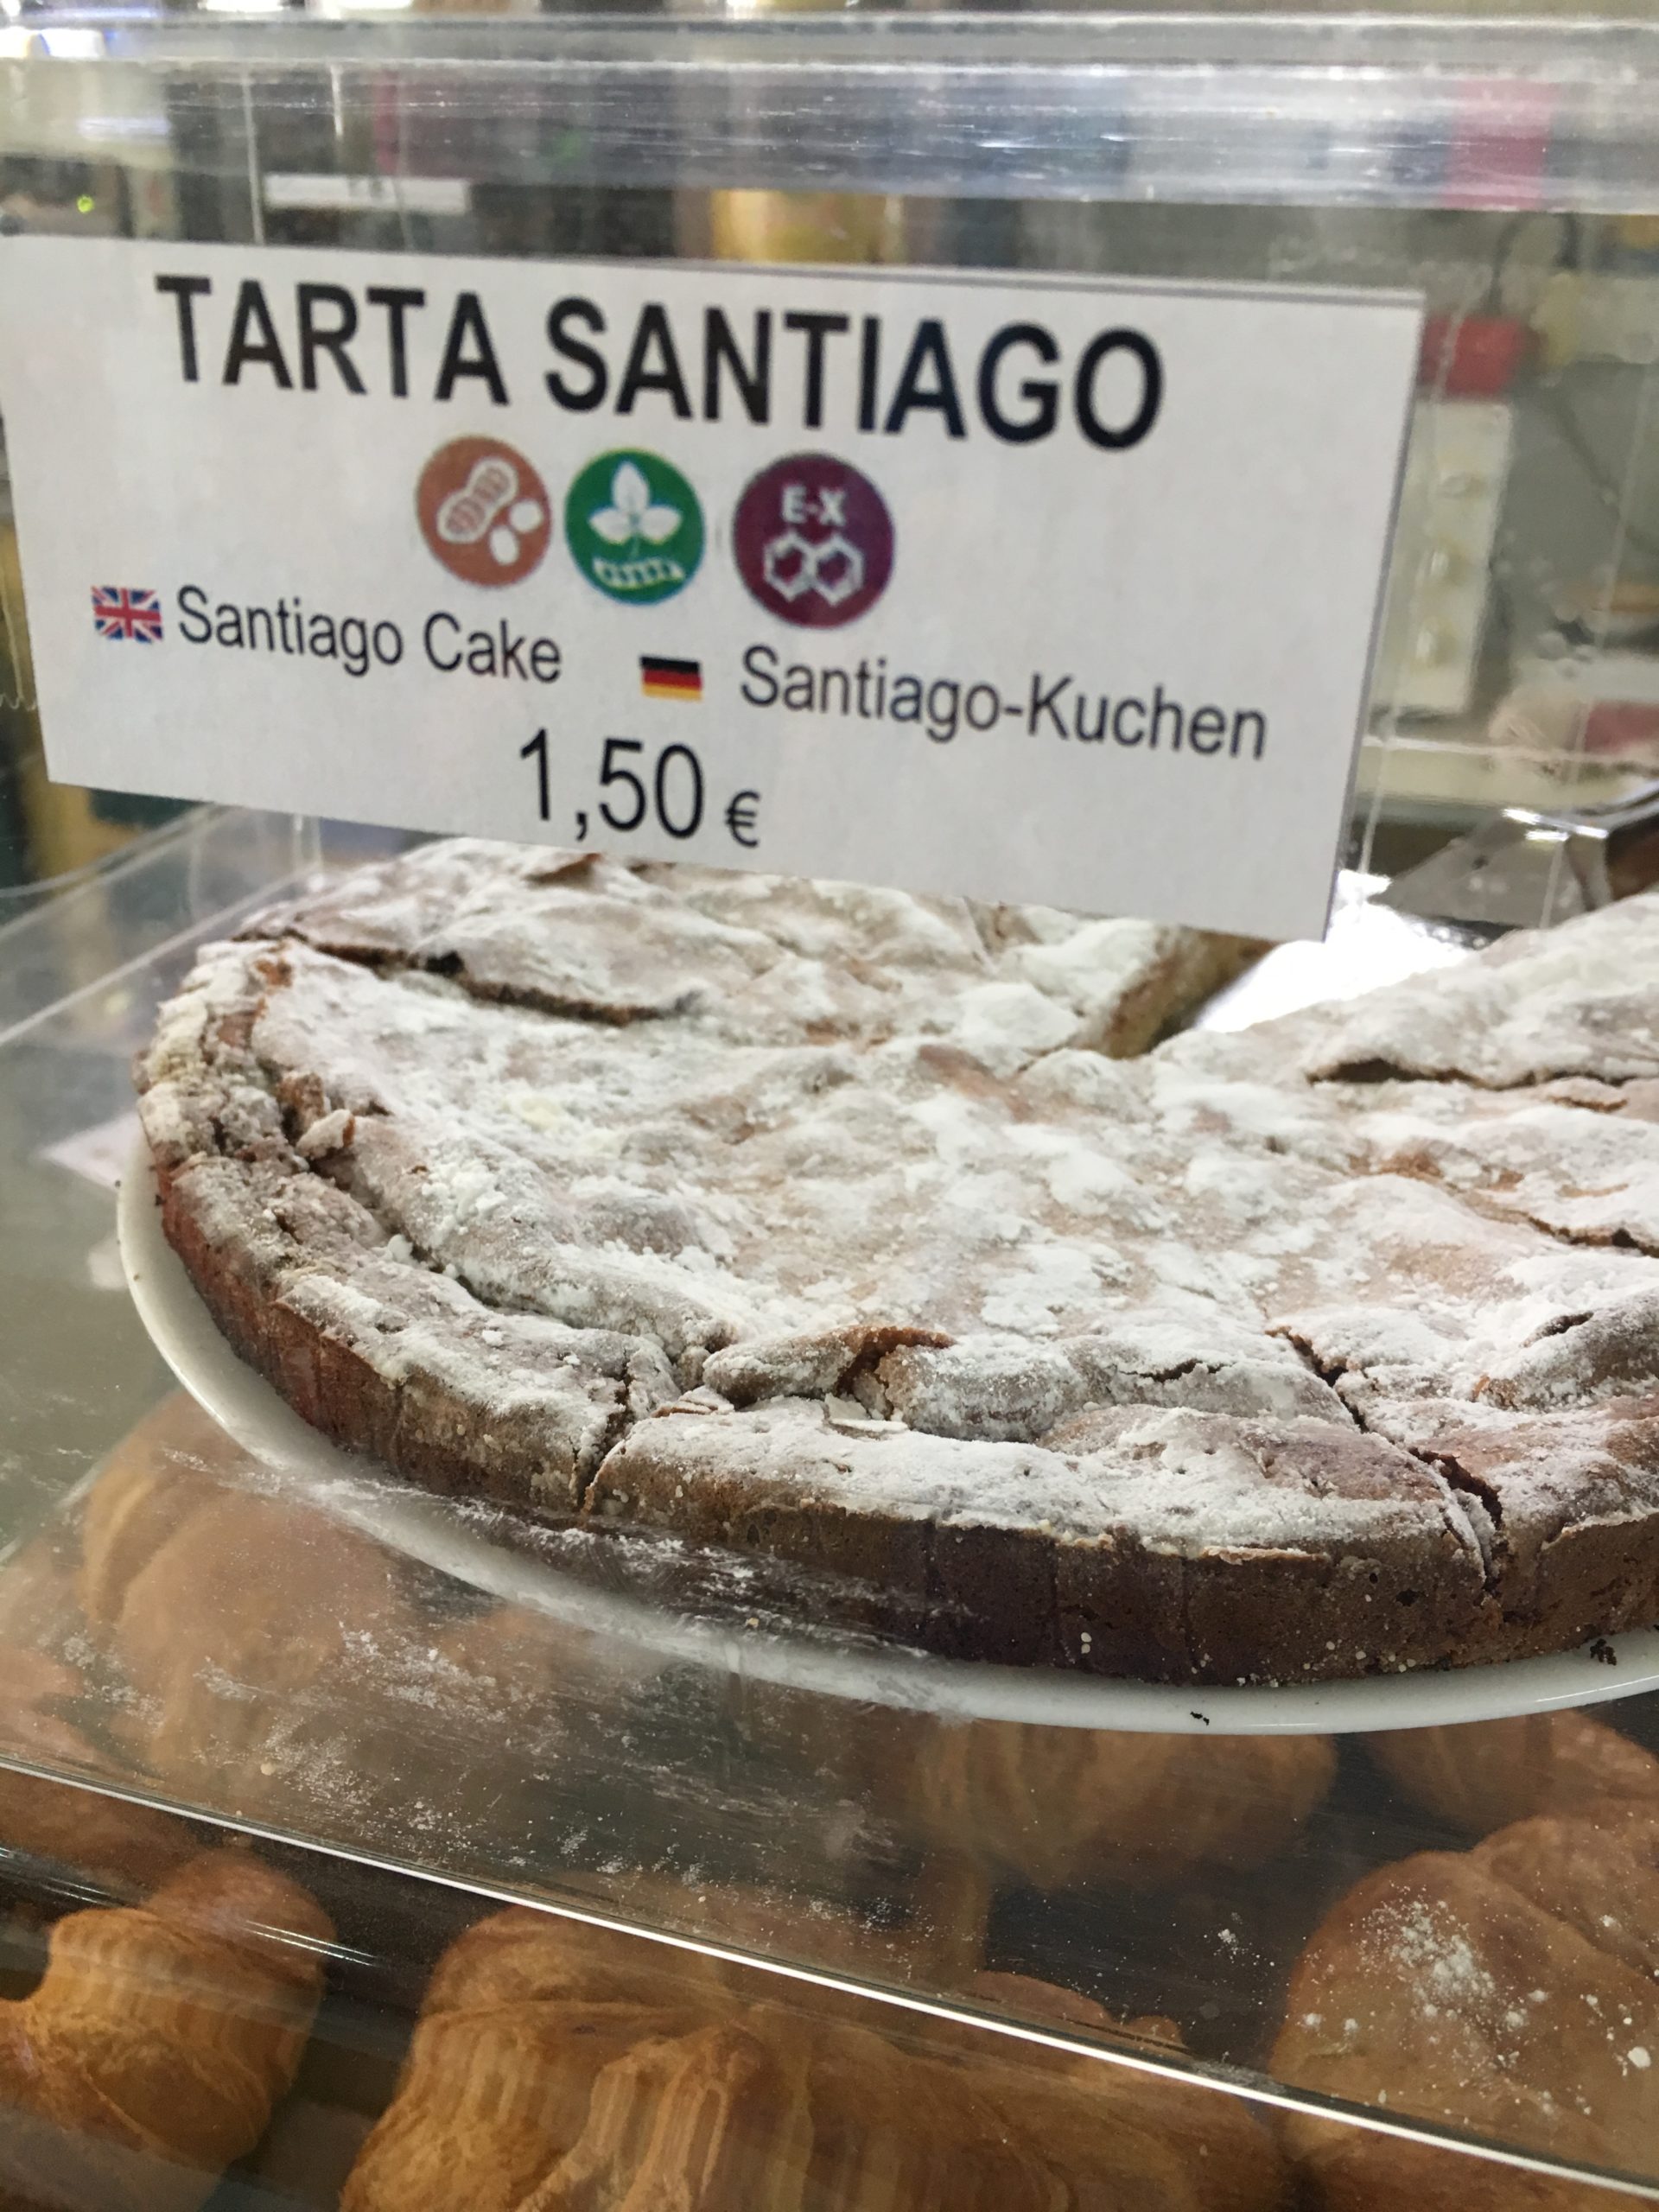 TARTA SANTIAGO
E-X
Santiago Cake Santiago-Kuchen
1,50 €